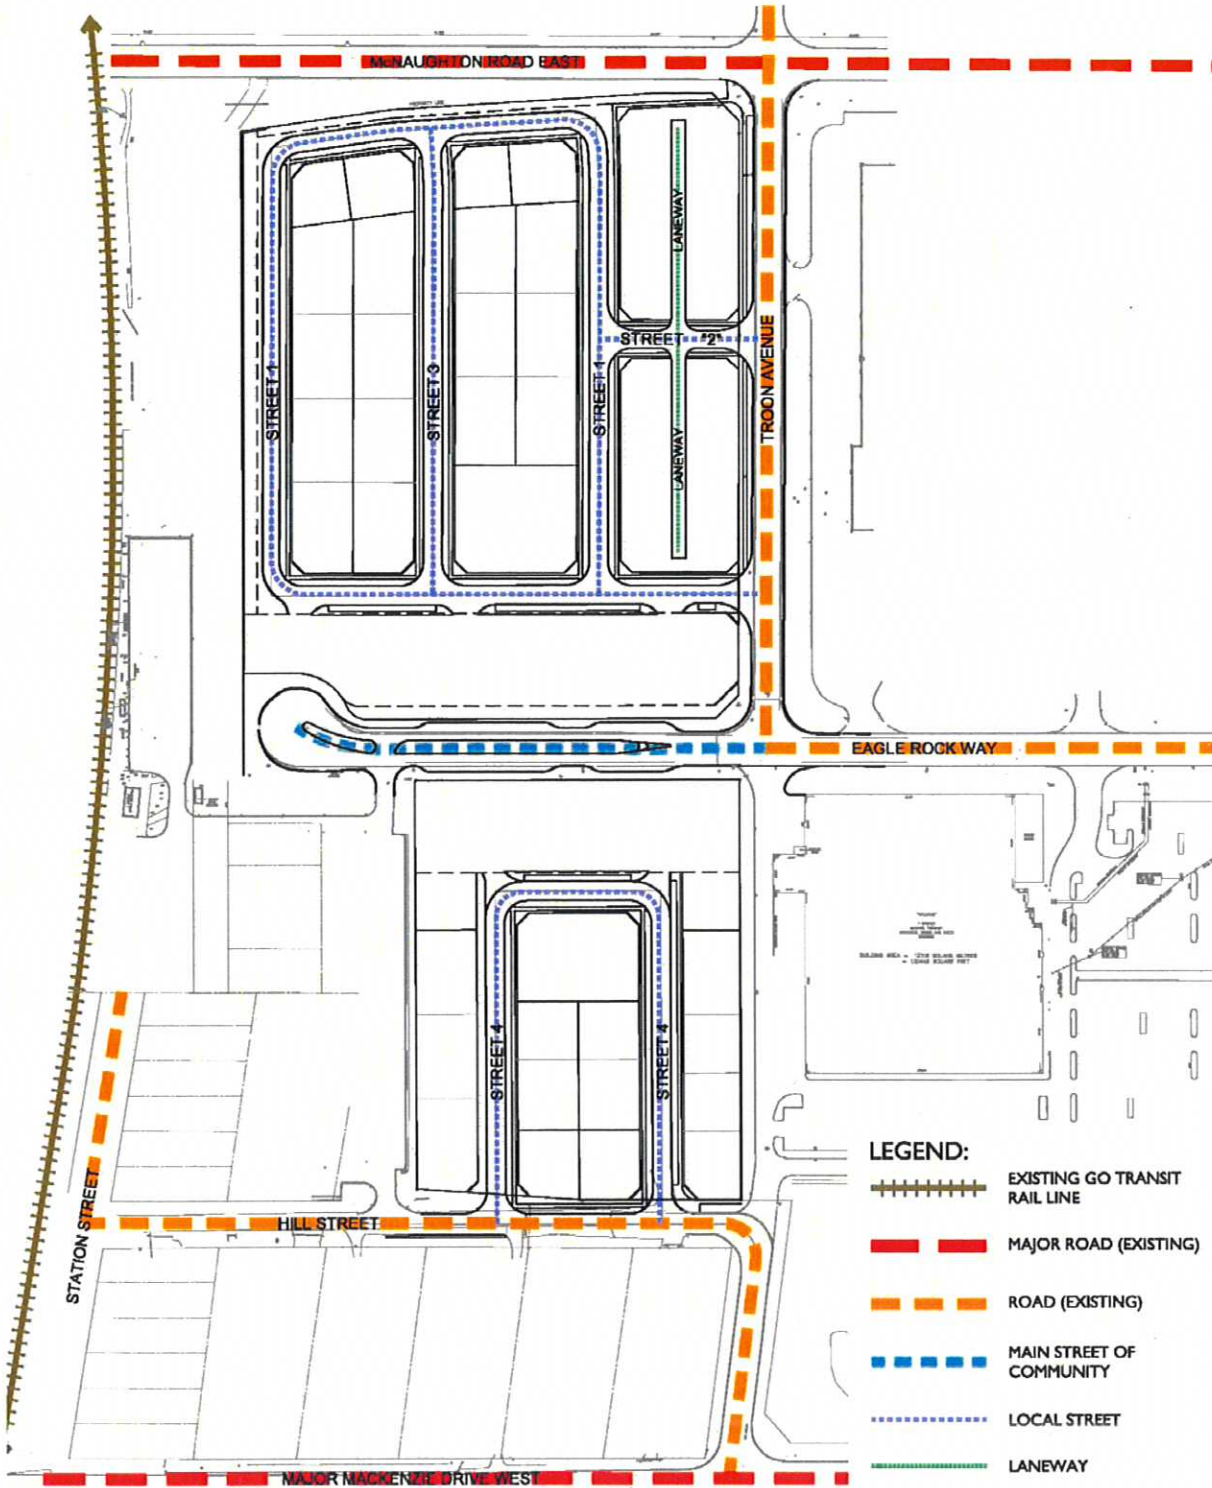 McNAUGHTON ROAD EAST
PROPERTY LINE
LANEWAY
STREET "2"
TROON AVENUE
STREET 1
STREET 3
STREET 1
LANEWAY
EAGLE ROCK WAY
STREET 4
STREET 4
STATION STREET
HILL STREET
MAJOR MACKENZIE DRIVE WEST
LEGEND:
EXISTING GO TRANSIT
RAIL LINE
MAJOR ROAD (EXISTING)
ROAD (EXISTING)
MAIN STREET OF
COMMUNITY
LOCAL STREET
LANEWAY